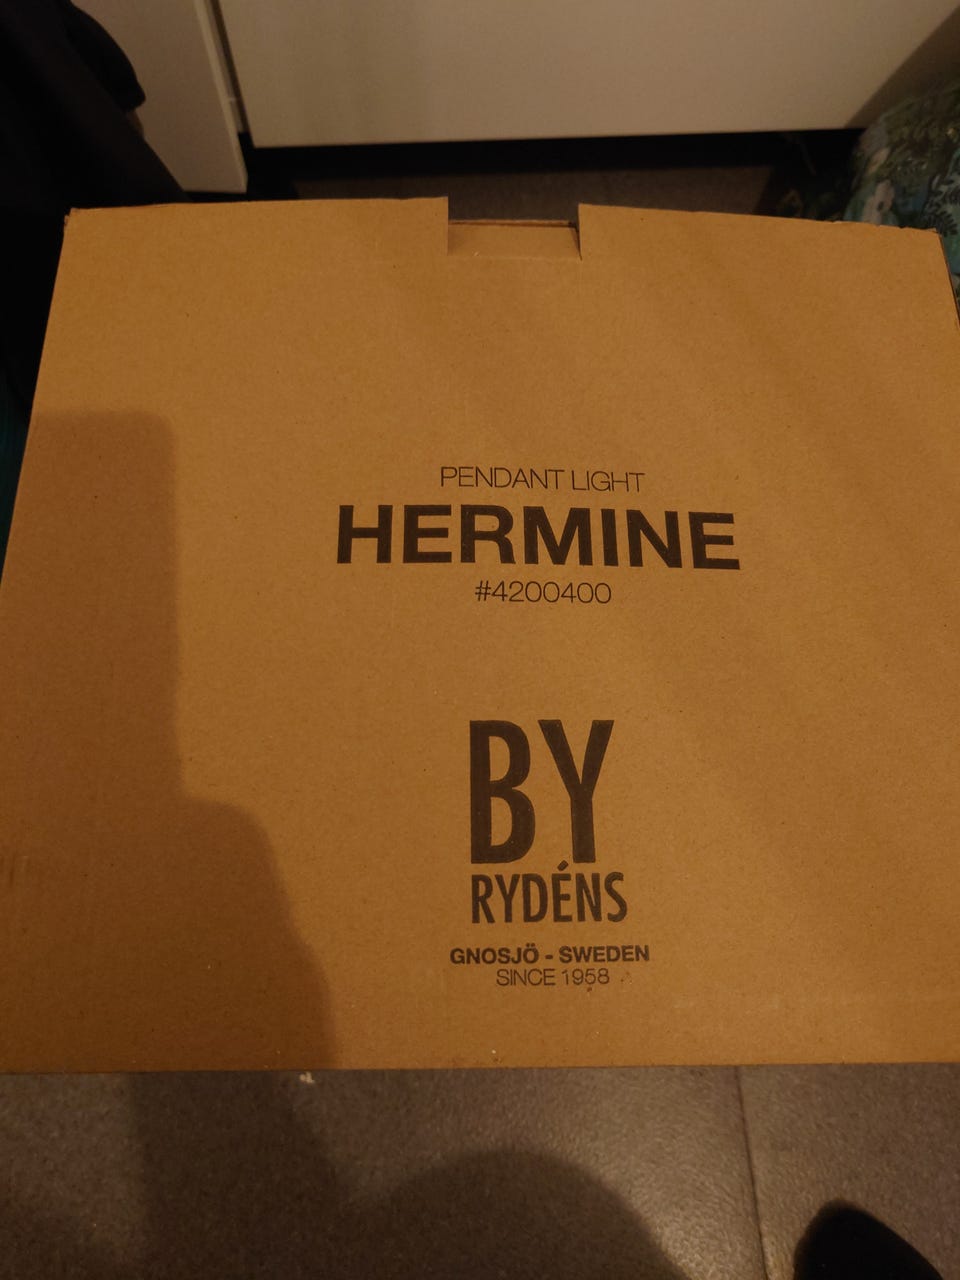 PENDANT LIGHT
HERMINE
#4200400
BY
RYDÉNS
GNOSJÖ - SWEDEN
SINCE 1958